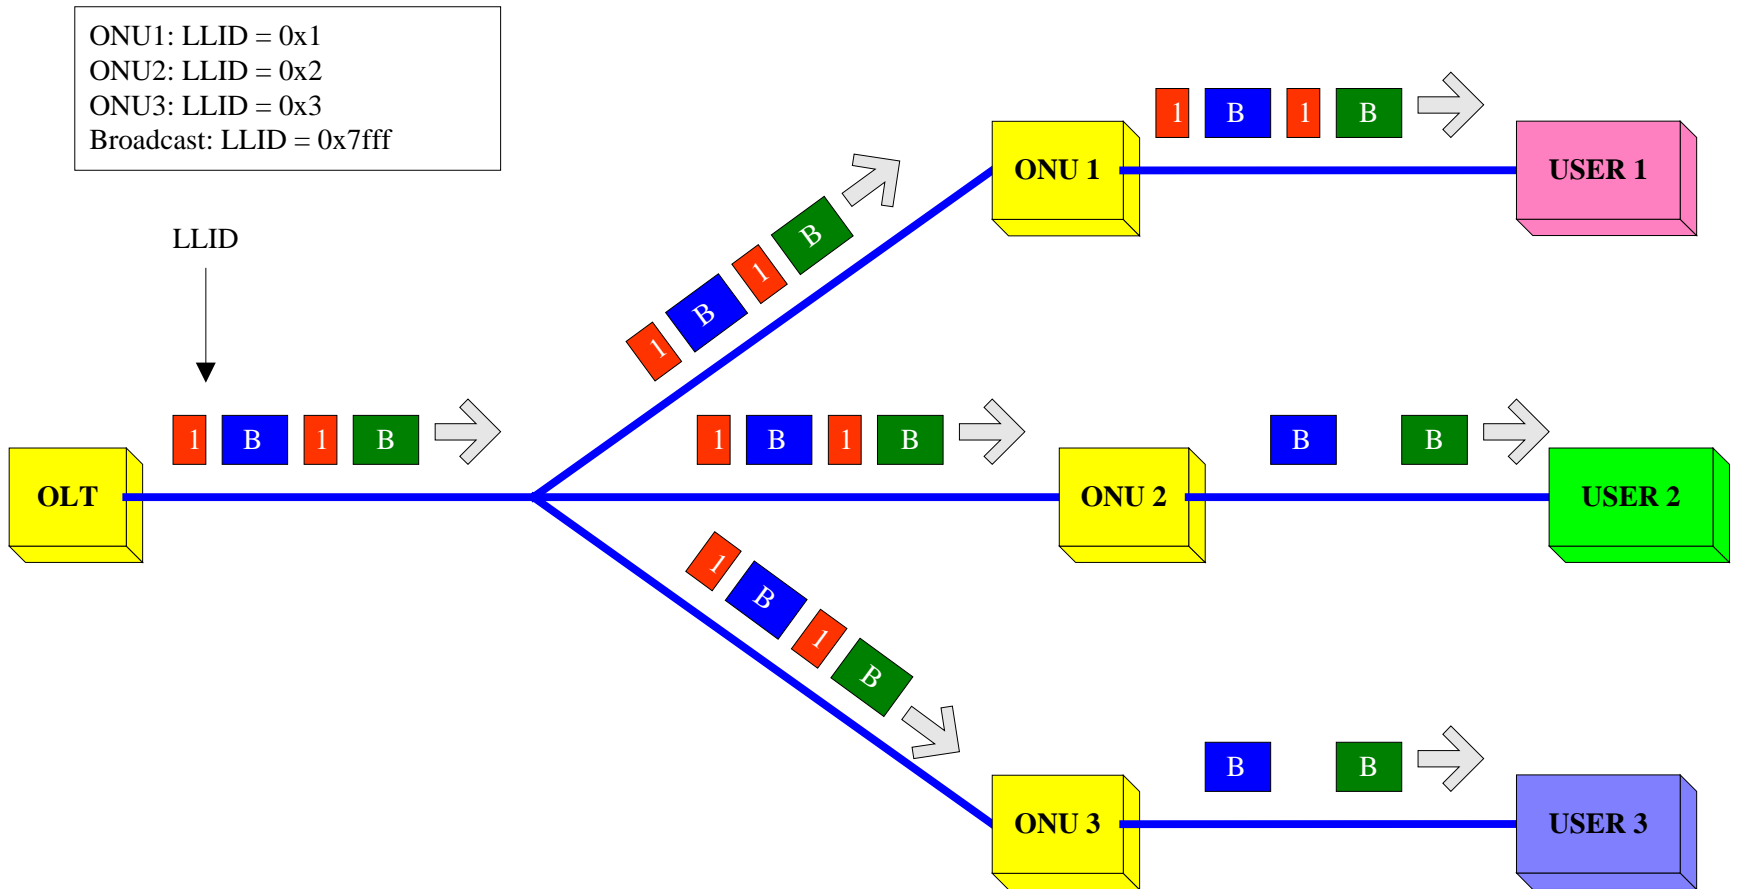 ONU1: LLID = 0x1
ONU2: LLID = 0x2
ONU3: LLID = 0x3
Broadcast: LLID = 0x7fff
1 B 1 B
ONU 1
USER 1
LLID
1 B 1 B
1 B 1 B
1 B 1 B
B B
OLT
ONU 2
USER 2
1 B 1 B
B B
ONU 3
USER 3